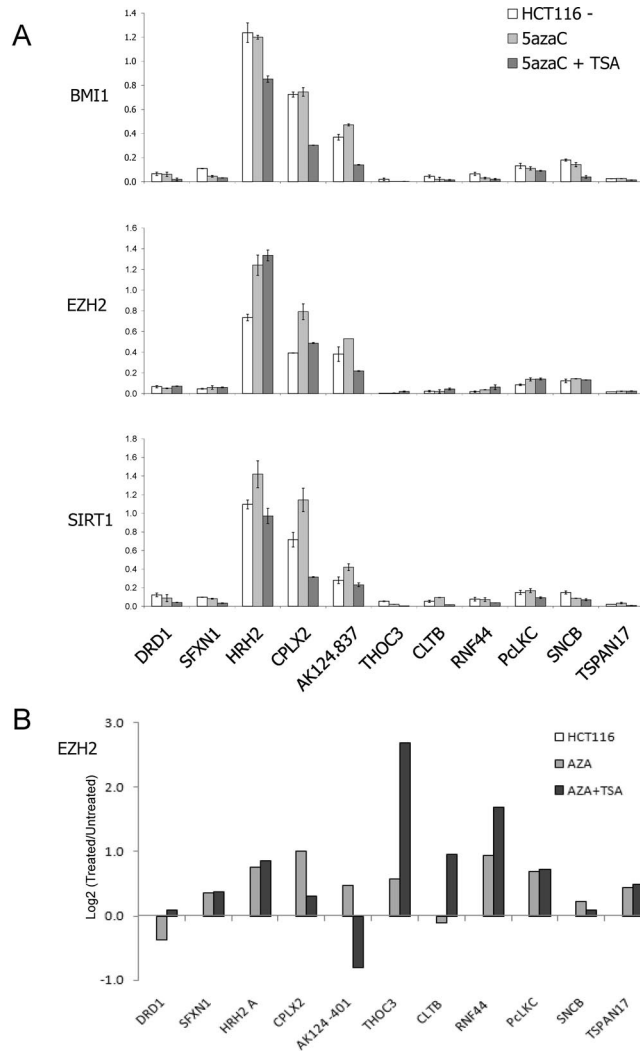 A
HCT116 -
5azaC
5azaC + TSA
BMI1
1.4
1.2
1.0
0.8
0.6
0.4
0.2
0.0
EZH2
1.6
1.4
1.2
1.0
0.8
0.6
0.4
0.2
0.0
SIRT1
1.8
1.6
1.4
1.2
1.0
0.8
0.6
0.4
0.2
0.0
DRD1 SFXN1 HRH2 CPLX2 AK124.837 THOC3 CLTB RNF44 PcLKC SNCB TSPAN17
B
EZH2
HCT116
AZA
AZA+TSA
Log2 (Treated/Untreated)
3.0
2.0
1.0
0.0
-1.0
DRD1 SFXN1 HRH2 A CPLX2 AK124 -401 THOC3 CLTB RNF44 PcLKC SNCB TSPAN17